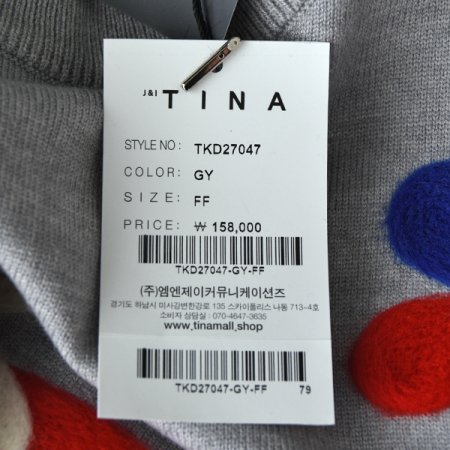 J&I TINA
STYLE NO: TKD27047
COLOR: GY
SIZE: FF
PRICE: ₩ 158,000
TKD27047-GY-FF
(주)엠엔제이커뮤니케이션즈
경기도 하남시 미사강변한강로 135 스카이폴리스 나동 713-4호
소비자 상담실 : 070-4647-3635
www.tinamall.shop
TKD27047-GY-FF 79